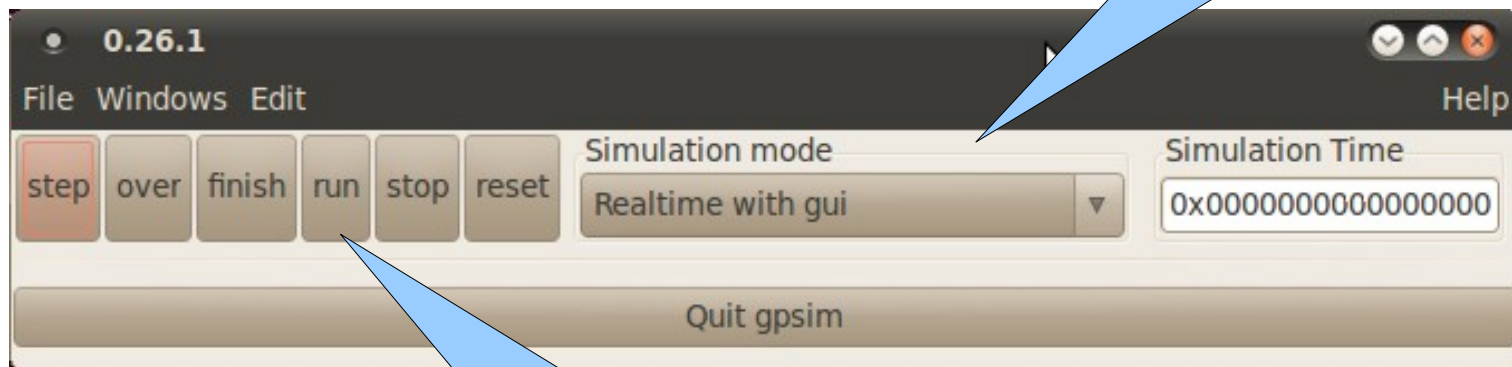 0.26.1
File Windows Edit Help
step over finish run stop reset
Simulation mode
Realtime with gui
Simulation Time
0x0000000000000000
Quit gpsim